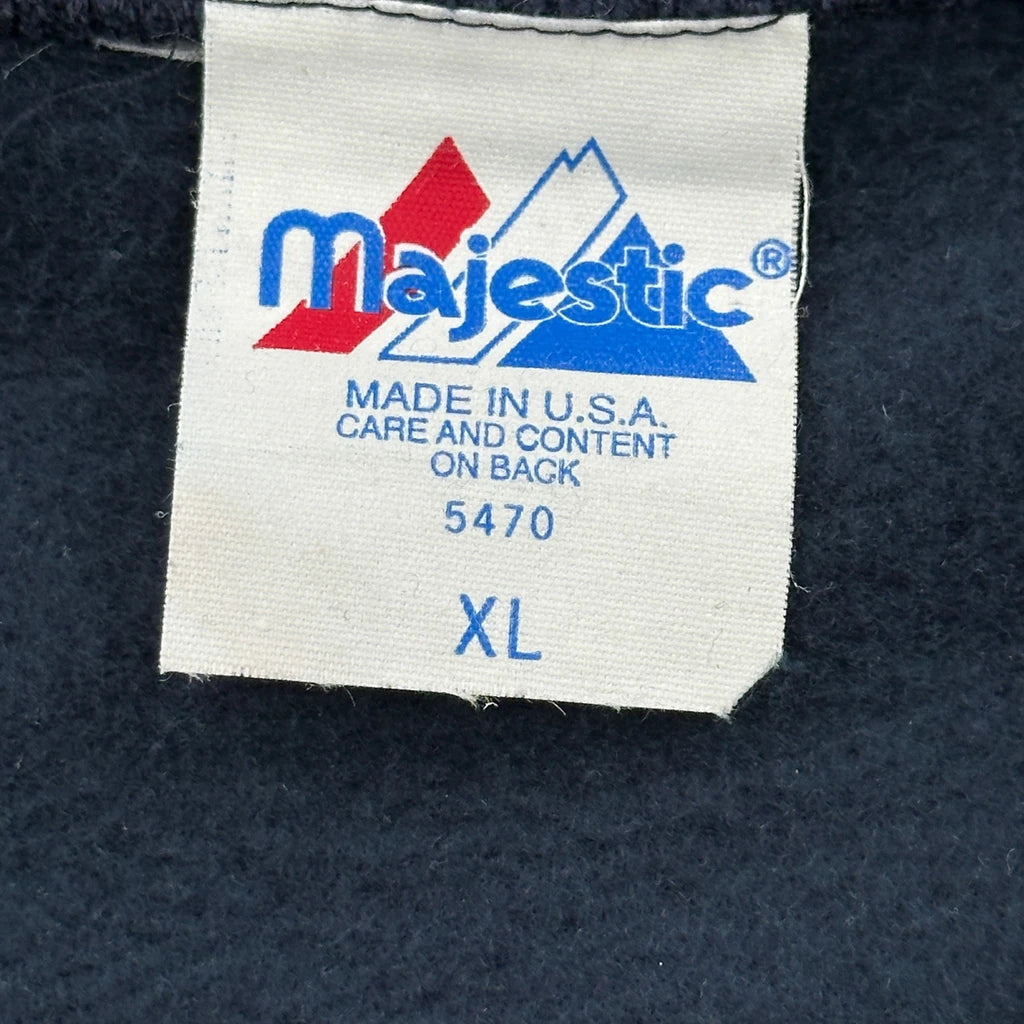 Majestic®
MADE IN U.S.A.
CARE AND CONTENT
ON BACK
5470
XL